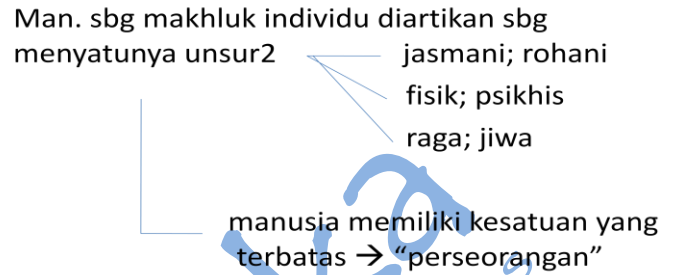 Man. sbg makhluk individu diartikan sbg
menyatunya unsur2 jasmani; rohani
fisik; psikhis
raga; jiwa
manusia memiliki kesatuan yang
terbatas → “perseorangan”